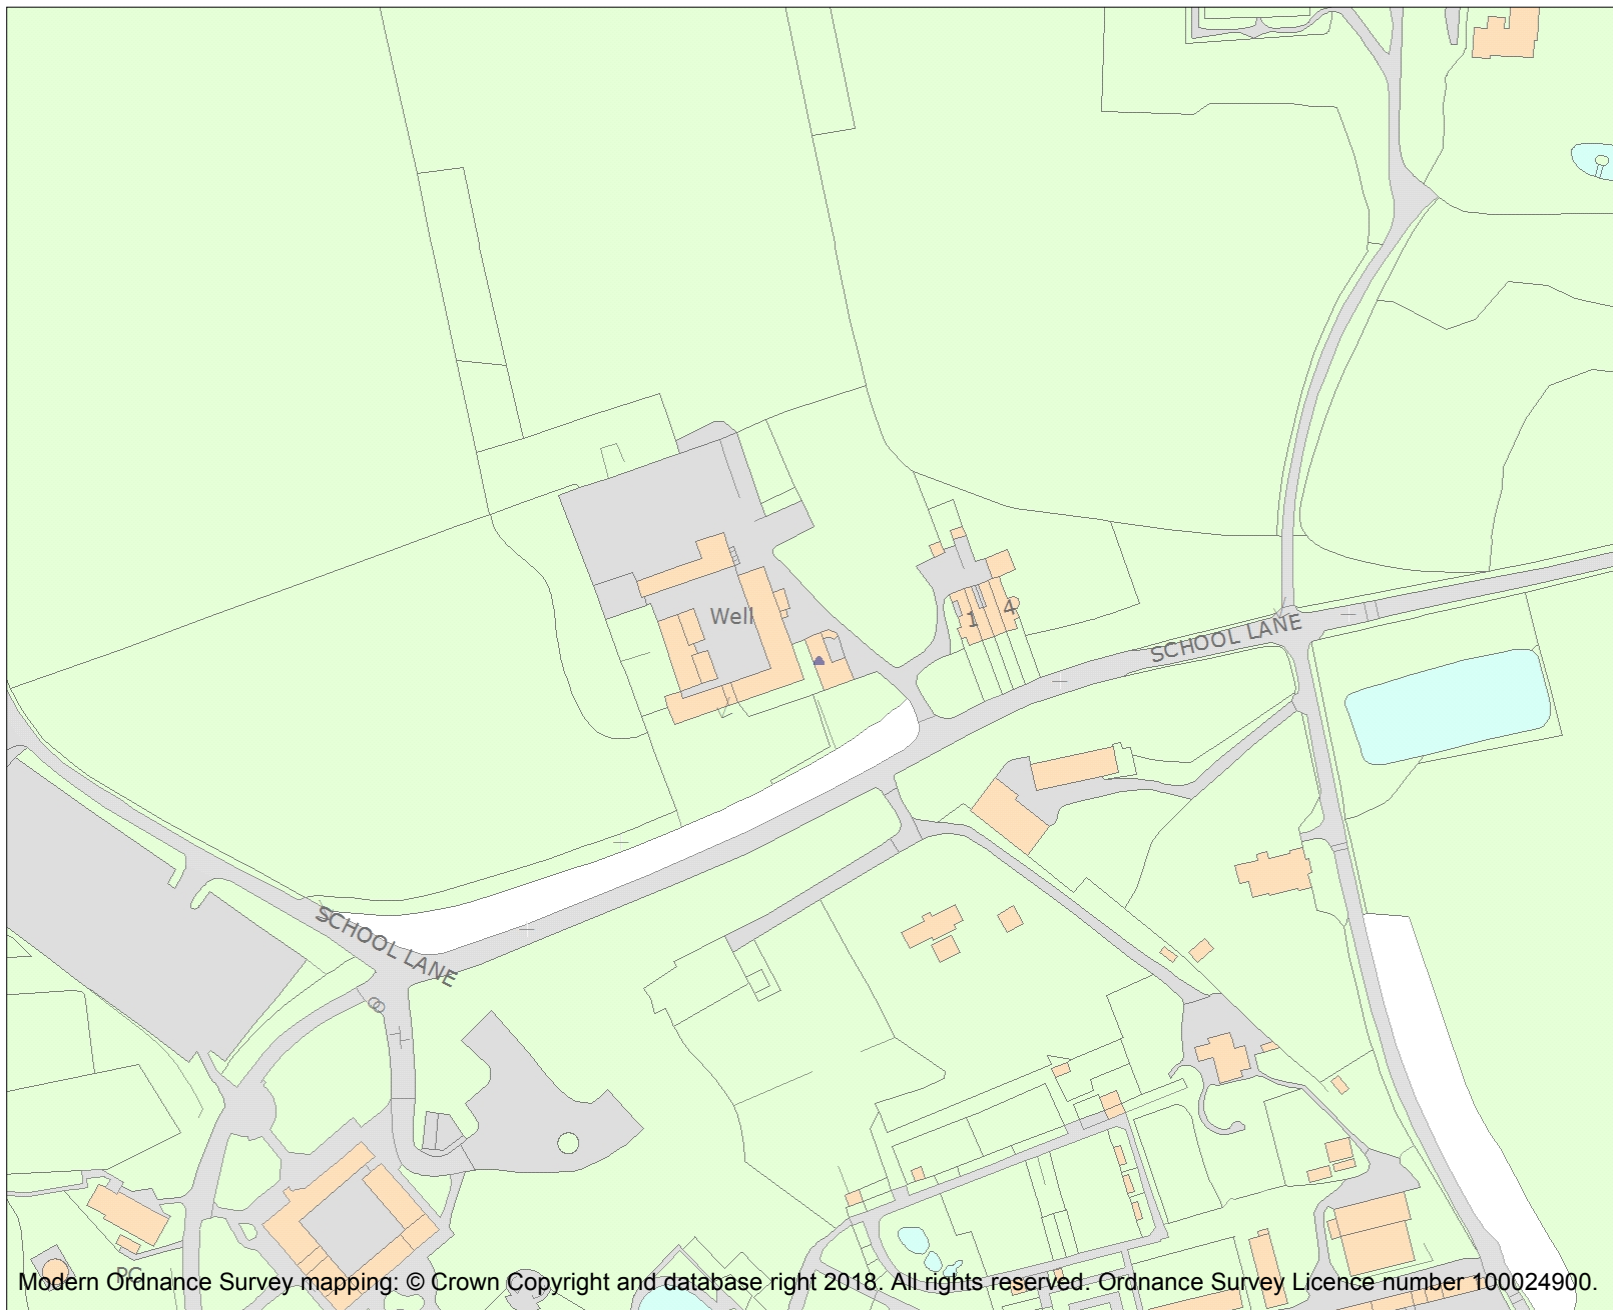 Well
1
4
SCHOOL LANE
SCHOOL LANE
PC
Modern Ordnance Survey mapping: © Crown Copyright and database right 2018. All rights reserved. Ordnance Survey Licence number 100024900.